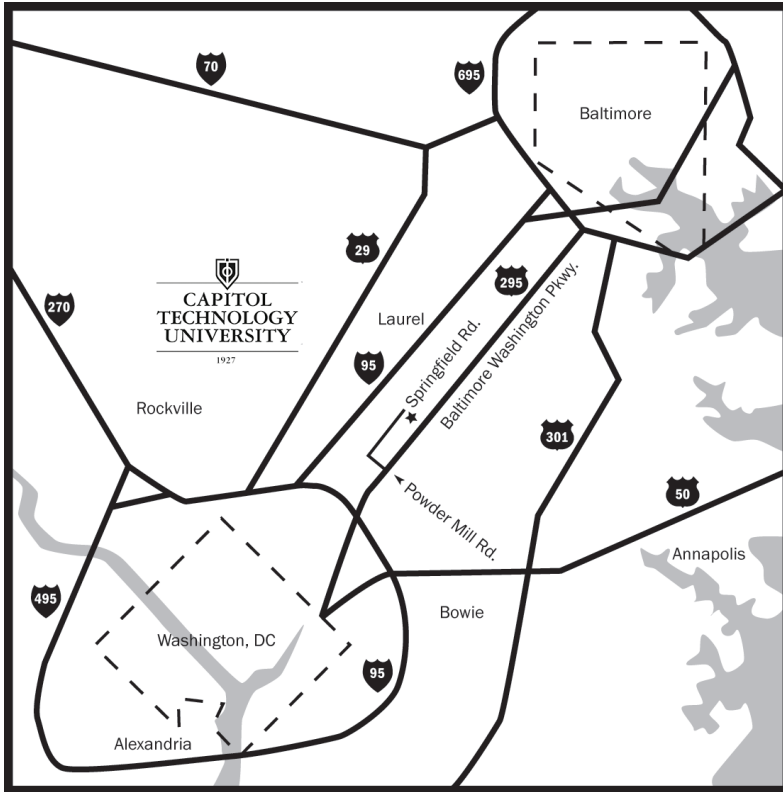 70
695
Baltimore
29
295
CAPITOL
TECHNOLOGY
UNIVERSITY
1927
270
Laurel
95
Springfield Rd.
Baltimore Washington Pkwy.
Rockville
301
50
Powder Mill Rd.
Annapolis
495
Bowie
Washington, DC
95
Alexandria